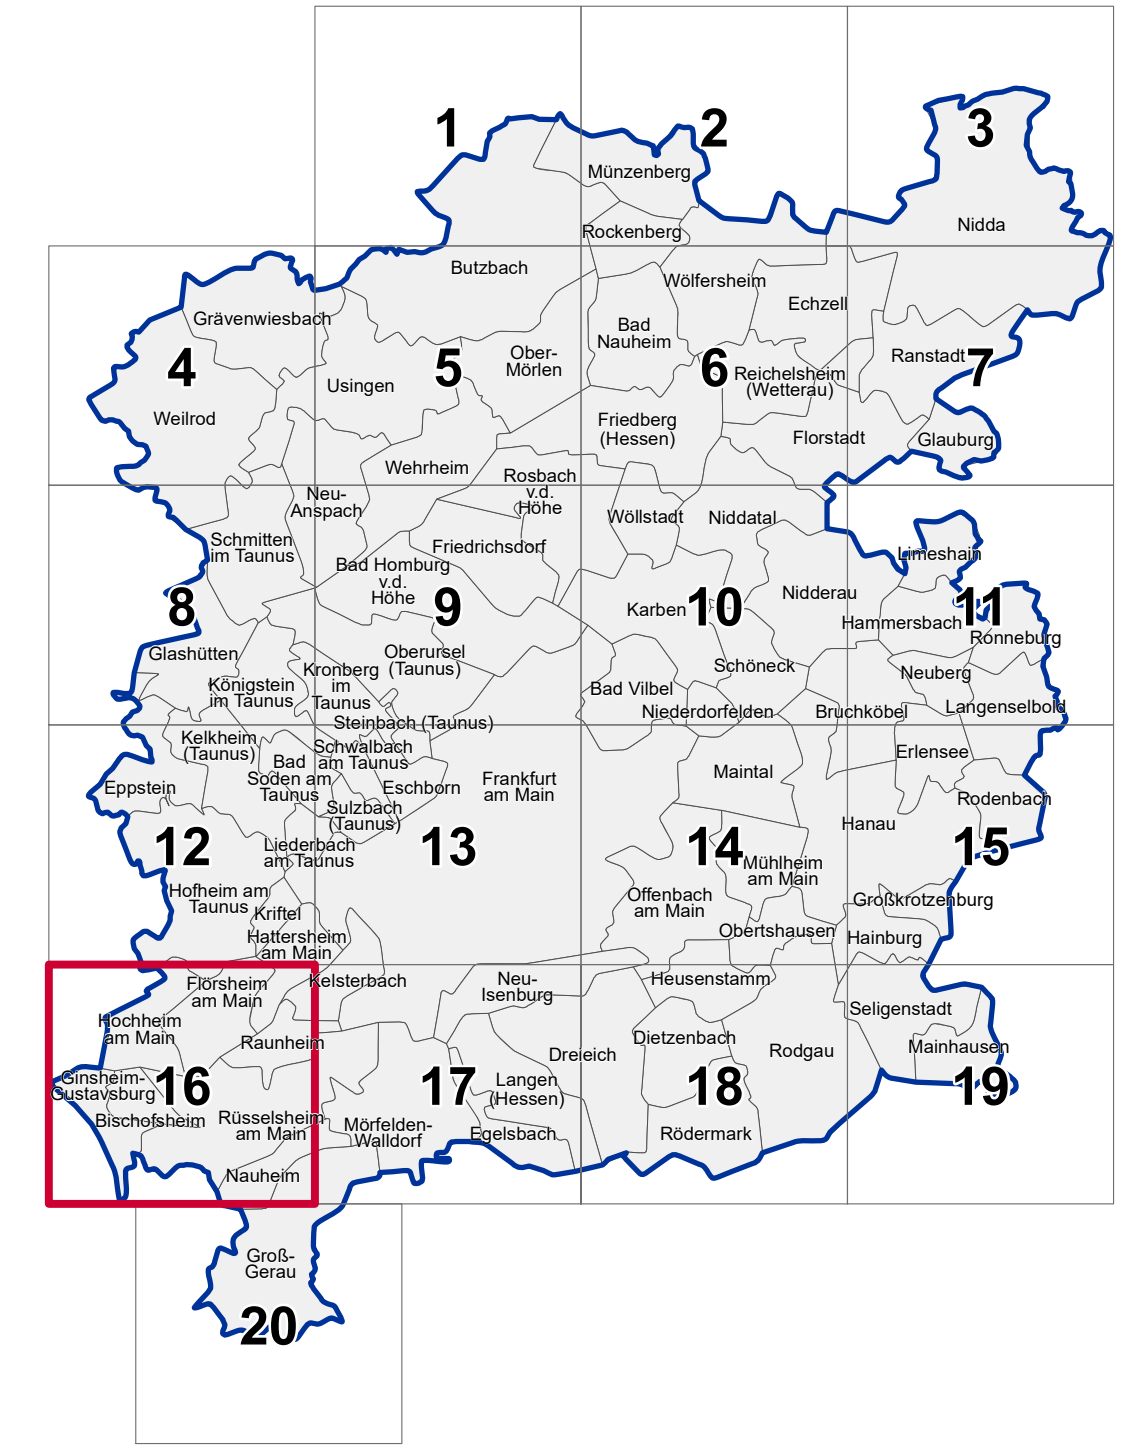 1
2
3
Münzenberg
Nidda
Rockenberg
Butzbach
Wölfersheim
Echzell
Grävenwiesbach
Bad
Nauheim
Ober-
Mörlen
Ranstadt
4
5
6
7
Usingen
Reichelsheim
(Wetterau)
Weilrod
Friedberg
(Hessen)
Florstadt
Glauburg
Wehrheim
Rosbach
v.d.
Höhe
Neu-
Anspach
Wöllstadt
Niddatal
Schmitten
im Taunus
Friedrichsdorf
Limeshain
Bad Homburg
v.d.
Höhe
8
9
10
11
Nidderau
Karben
Hammersbach
Ronneburg
Glashütten
Oberursel
(Taunus)
Schöneck
Neuberg
Kronberg
im
Taunus
Königstein
im Taunus
Bad Vilbel
Niederdorfelden
Bruchköbel
Langenselbold
Steinbach (Taunus)
Kelkheim
(Taunus)
Schwalbach
am Taunus
Erlensee
Bad
Soden am
Taunus
Maintal
Eppstein
Eschborn
Frankfurt
am Main
Rodenbach
Sulzbach
(Taunus)
Hanau
12
13
14
15
Liederbach
am Taunus
Mühlheim
am Main
Hofheim am
Taunus
Offenbach
am Main
Großkrotzenburg
Kriftel
Obertshausen
Hainburg
Hattersheim
am Main
Flörsheim
am Main
Kelsterbach
Neu-
Isenburg
Heusenstamm
Seligenstadt
Hochheim
am Main
Raunheim
Dietzenbach
Rodgau
Mainhausen
Dreieich
Ginsheim-
Gustavsburg
16
17
18
19
Langen
(Hessen)
Bischofsheim
Rüsselsheim
am Main
Mörfelden-
Walldorf
Egelsbach
Rödermark
Nauheim
Groß-
Gerau
20